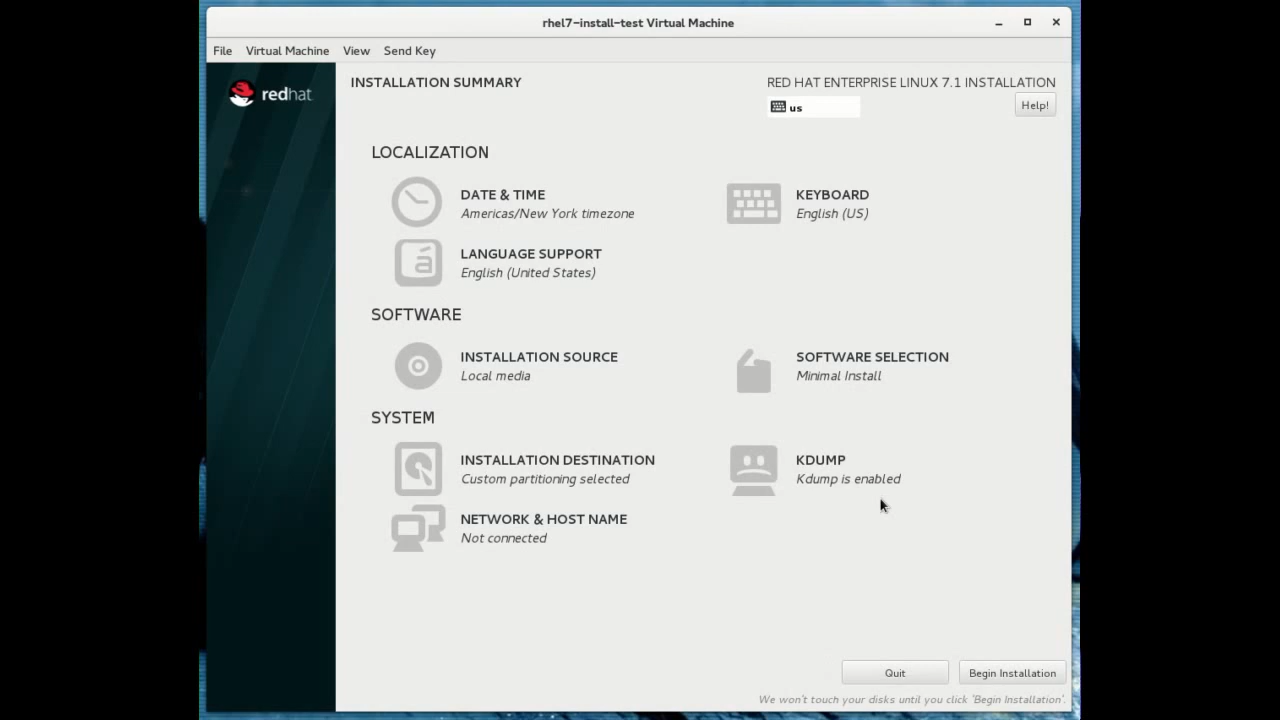 rhel7-install-test Virtual Machine
File Virtual Machine View Send Key
redhat.
INSTALLATION SUMMARY
RED HAT ENTERPRISE LINUX 7.1 INSTALLATION
us
Help!
LOCALIZATION
DATE & TIME
Americas/New York timezone
KEYBOARD
English (US)
LANGUAGE SUPPORT
English (United States)
SOFTWARE
INSTALLATION SOURCE
Local media
SOFTWARE SELECTION
Minimal Install
SYSTEM
INSTALLATION DESTINATION
Custom partitioning selected
KDUMP
Kdump is enabled
NETWORK & HOST NAME
Not connected
Quit
Begin Installation
We won't touch your disks until you click 'Begin Installation'.